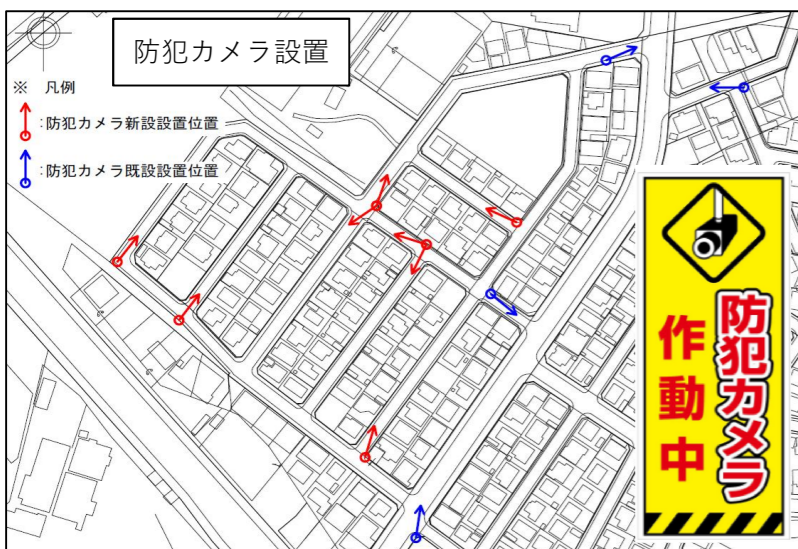 防犯カメラ設置
※ 凡例
:防犯カメラ新設設置位置
:防犯カメラ既設設置位置
防犯カメラ
作動中